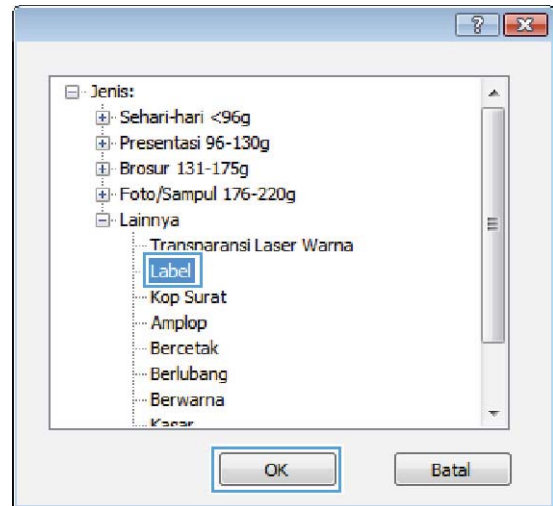 Jenis:
Sehari-hari <96g
Presentasi 96-130g
Brosur 131-175g
Foto/Sampul 176-220g
Lainnya
Transparansi Laser Warna
Label
Kop Surat
Amplop
Bercetak
Berlubang
Berwarna
Kasar
OK
Batal